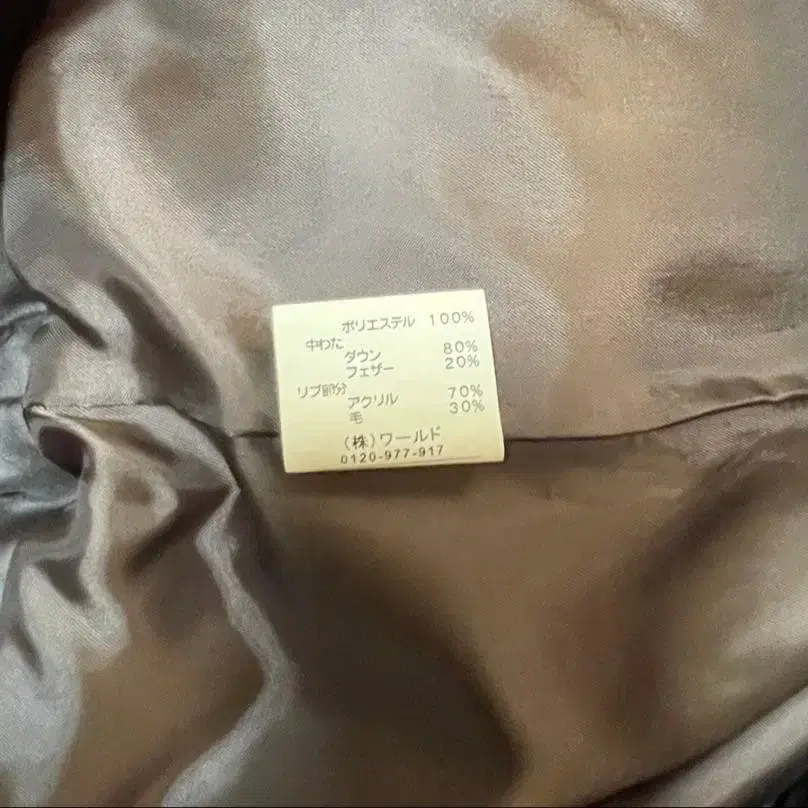 ポリエステル 100%
中わた
ダウン 80%
フェザー 20%
リブ部分
アクリル 70%
毛 30%
(株)ワールド
0120-977-917